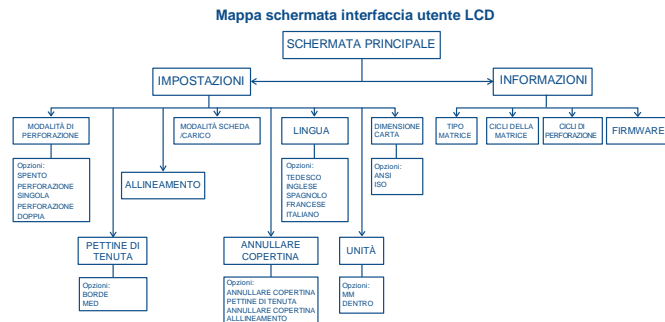 Mappa schermata interfaccia utente LCD
SCHERMATA PRINCIPALE
IMPOSTAZIONI
INFORMAZIONI
MODALITÀ DI
PERFORAZIONE
MODALITÀ SCHEDA
/CARICO
LINGUA
DIMENSIONE
CARTA
TIPO
MATRICE
CICLI DELLA
MATRICE
CICLI DI
PERFORAZIONE
FIRMWARE
Opzioni:
SPENTO
PERFORAZIONE
SINGOLA
PERFORAZIONE
DOPPIA
ALLINEAMENTO
Opzioni:
TEDESCO
INGLESE
SPAGNOLO
FRANCESE
ITALIANO
Opzioni:
ANSI
ISO
PETTINE DI
TENUTA
ANNULLARE
COPERTINA
UNITÀ
Opzioni:
BORDE
MED
Opzioni:
ANNULLARE COPERTINA
PETTINE DI TENUTA
ANNULLARE COPERTINA
ALLLINEAMENTO
Opzioni:
MM
DENTRO